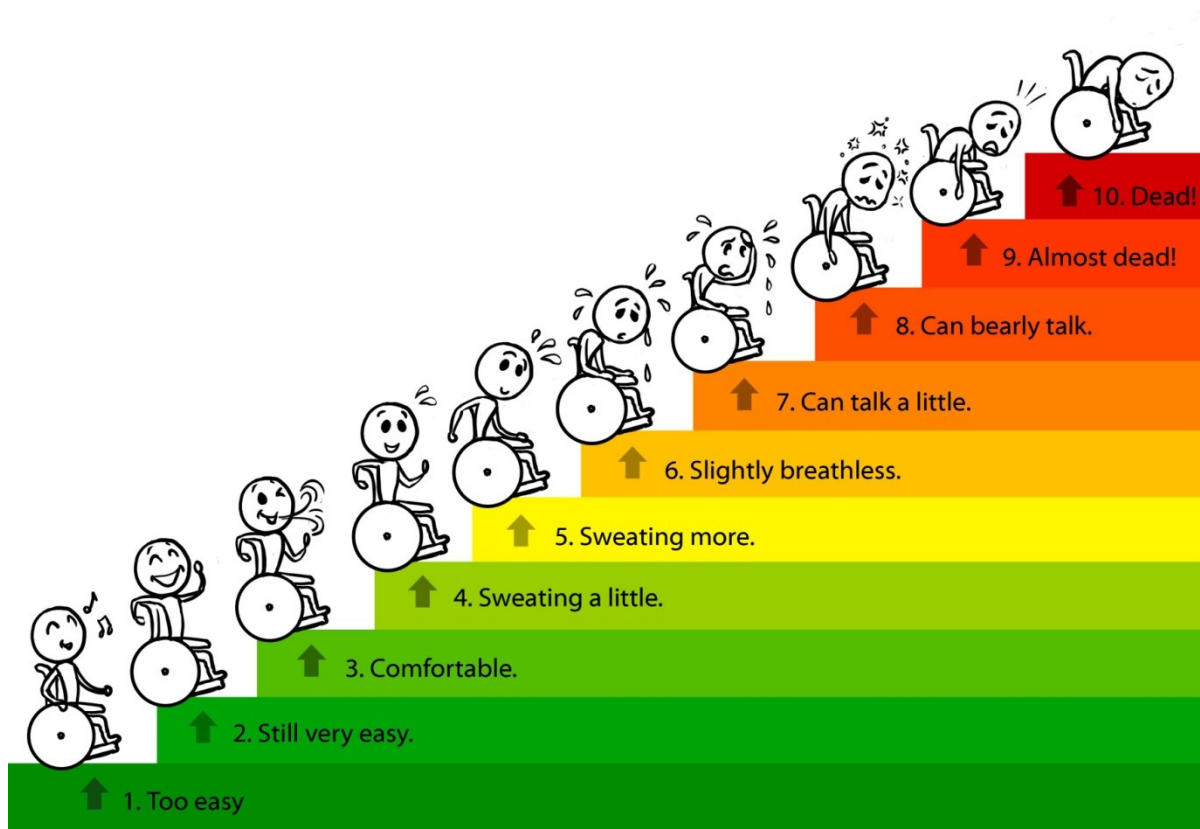 10. Dead!
9. Almost dead!
8. Can bearly talk.
7. Can talk a little.
6. Slightly breathless.
5. Sweating more.
4. Sweating a little.
3. Comfortable.
2. Still very easy.
1. Too easy